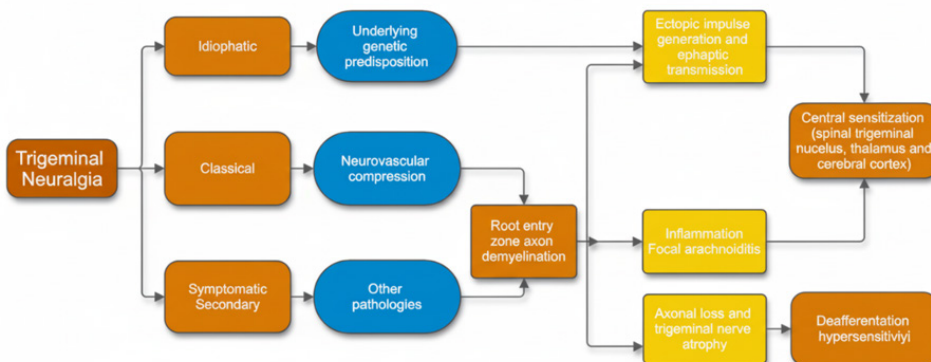 Idiophatic
Underlying
genetic
predisposition
Ectopic impulse
generation and
ephaptic
transmission
Trigeminal
Neuralgia
Classical
Neurovascular
compression
Central sensitization
(spinal trigeminal
nucelus, thalamus and
cerebral cortex)
Root entry
zone axon
demyelination
Inflammation
Focal arachnoiditis
Symptomatic
Secondary
Other
pathologies
Axonal loss and
trigeminal nerve
atrophy
Deafferentation
hypersensitivlyi